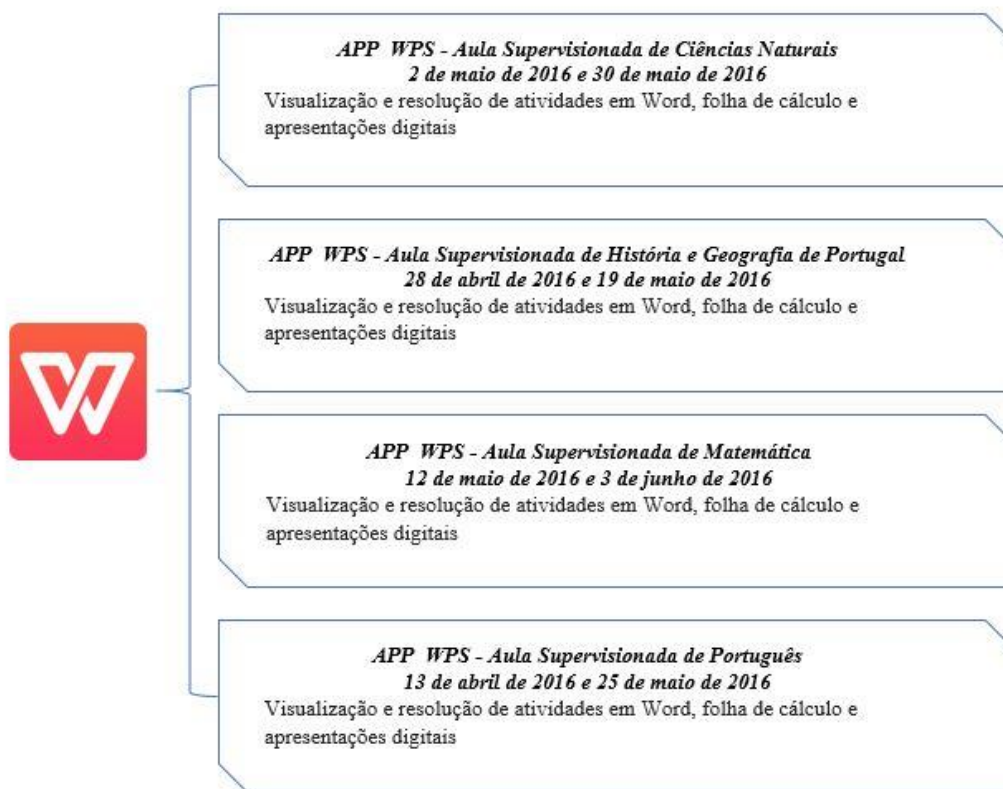 APP WPS - Aula Supervisionada de Ciências Naturais
2 de maio de 2016 e 30 de maio de 2016
Visualização e resolução de atividades em Word, folha de cálculo e
apresentações digitais
APP WPS - Aula Supervisionada de História e Geografia de Portugal
28 de abril de 2016 e 19 de maio de 2016
Visualização e resolução de atividades em Word, folha de cálculo e
apresentações digitais
APP WPS - Aula Supervisionada de Matemática
12 de maio de 2016 e 3 de junho de 2016
Visualização e resolução de atividades em Word, folha de cálculo e
apresentações digitais
APP WPS - Aula Supervisionada de Português
13 de abril de 2016 e 25 de maio de 2016
Visualização e resolução de atividades em Word, folha de cálculo e
apresentações digitais